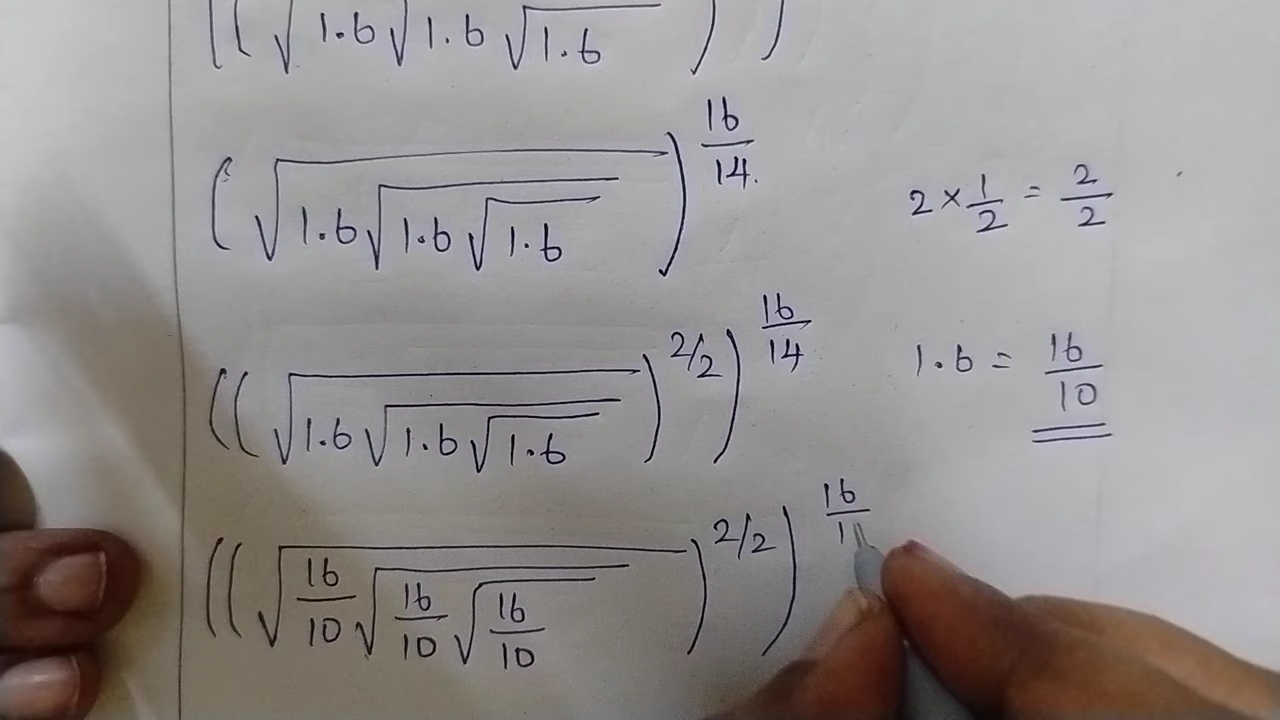 ((√1.6√1.6√1.6))
(√1.6√1.6√1.6)^16/14.
2 × 1/2 = 2/2
((√1.6√1.6√1.6)^2/2)^16/14
1.6 = 16/10
((√16/10√16/10√16/10)^2/2)^16/1